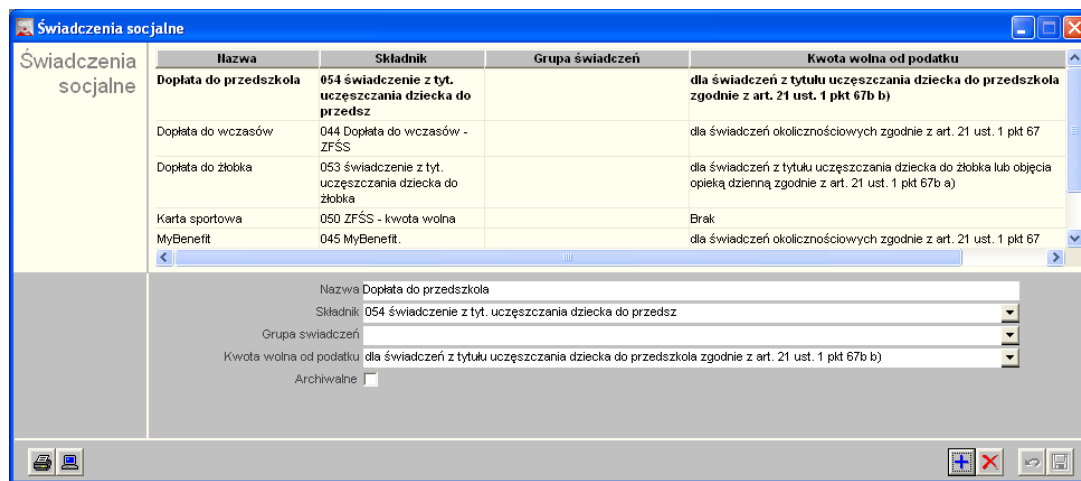 Świadczenia socjalne
Świadczenia
socjalne
Nazwa Składnik Grupa świadczeń Kwota wolna od podatku
Dopłata do przedszkola 054 świadczenie z tyt. uczęszczania dziecka do przedsz dla świadczeń z tytułu uczęszczania dziecka do przedszkola zgodnie z art. 21 ust. 1 pkt 67b b)
Dopłata do wczasów 044 Dopłata do wczasów - ZFŚS dla świadczeń okolicznościowych zgodnie z art. 21 ust. 1 pkt 67
Dopłata do żłobka 053 świadczenie z tyt. uczęszczania dziecka do żłobka dla świadczeń z tytułu uczęszczania dziecka do żłobka lub objęcia opieką dzienną zgodnie z art. 21 ust. 1 pkt 67b a)
Karta sportowa 050 ZFŚS - kwota wolna Brak
MyBenefit 045 MyBenefit. dla świadczeń okolicznościowych zgodnie z art. 21 ust. 1 pkt 67
Nazwa Dopłata do przedszkola
Składnik 054 świadczenie z tyt. uczęszczania dziecka do przedsz
Grupa swiadczeń
Kwota wolna od podatku dla świadczeń z tytułu uczęszczania dziecka do przedszkola zgodnie z art. 21 ust. 1 pkt 67b b)
Archiwalne